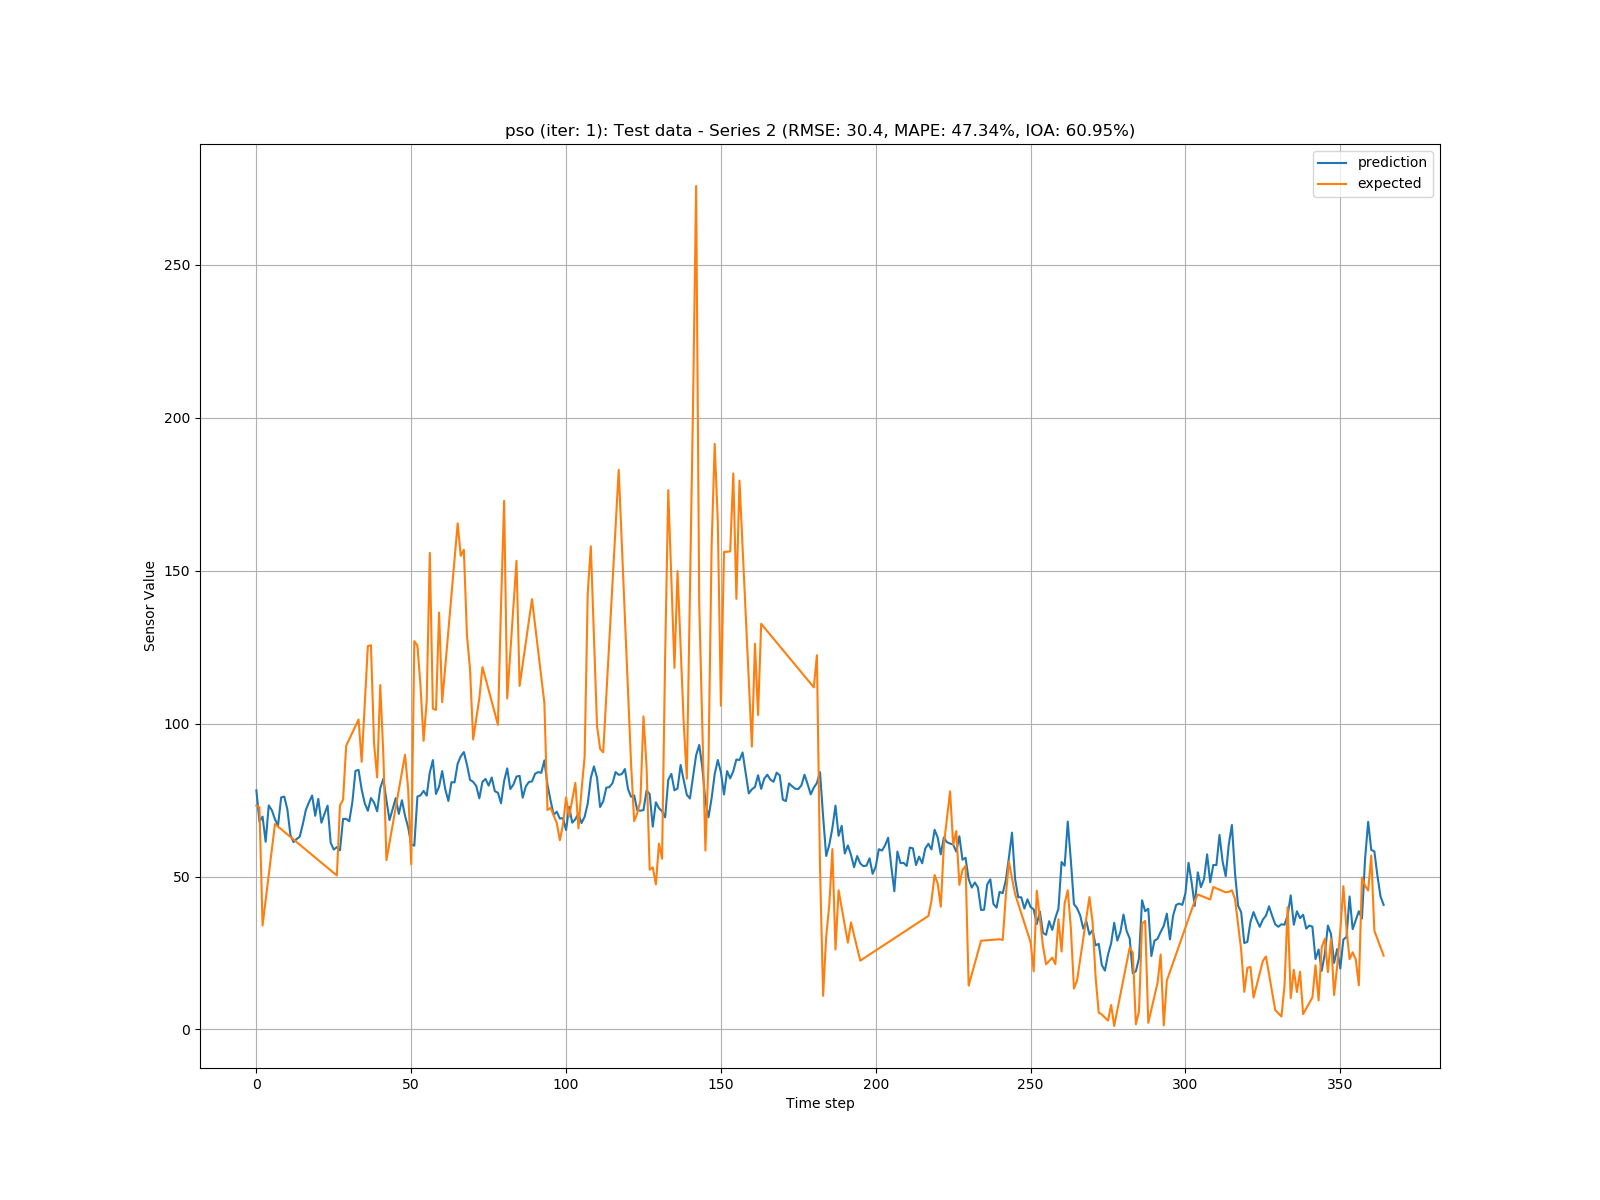 pso (iter: 1): Test data - Series 2 (RMSE: 30.4, MAPE: 47.34%, IOA: 60.95%)
prediction
expected
Sensor Value
250
200
150
100
50
0
0 50 100 150 200 250 300 350
Time step